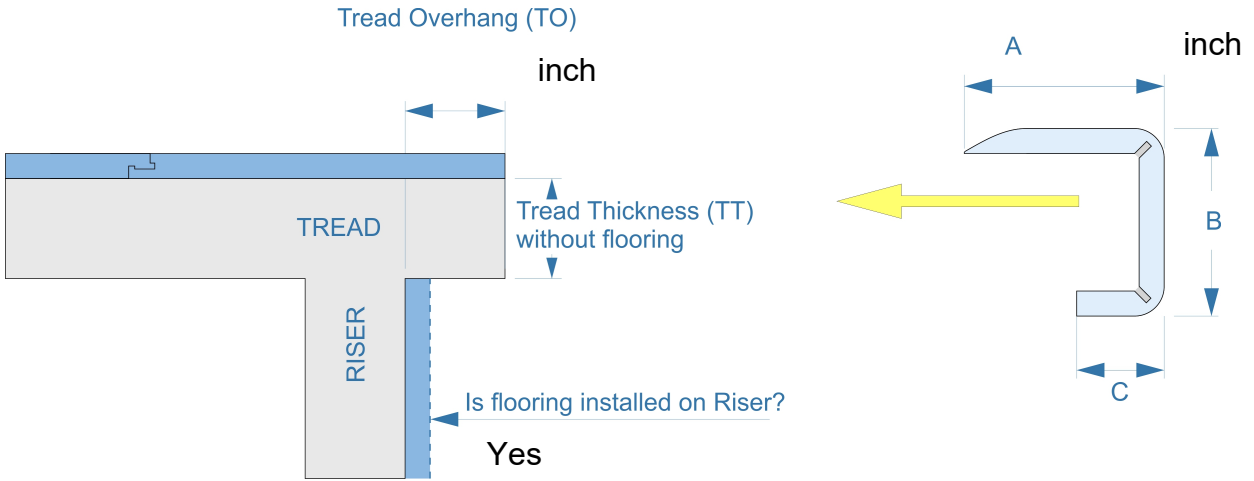 Tread Overhang (TO)
inch
A
inch
Tread Thickness (TT)
without flooring
TREAD
B
RISER
C
Is flooring installed on Riser?
Yes